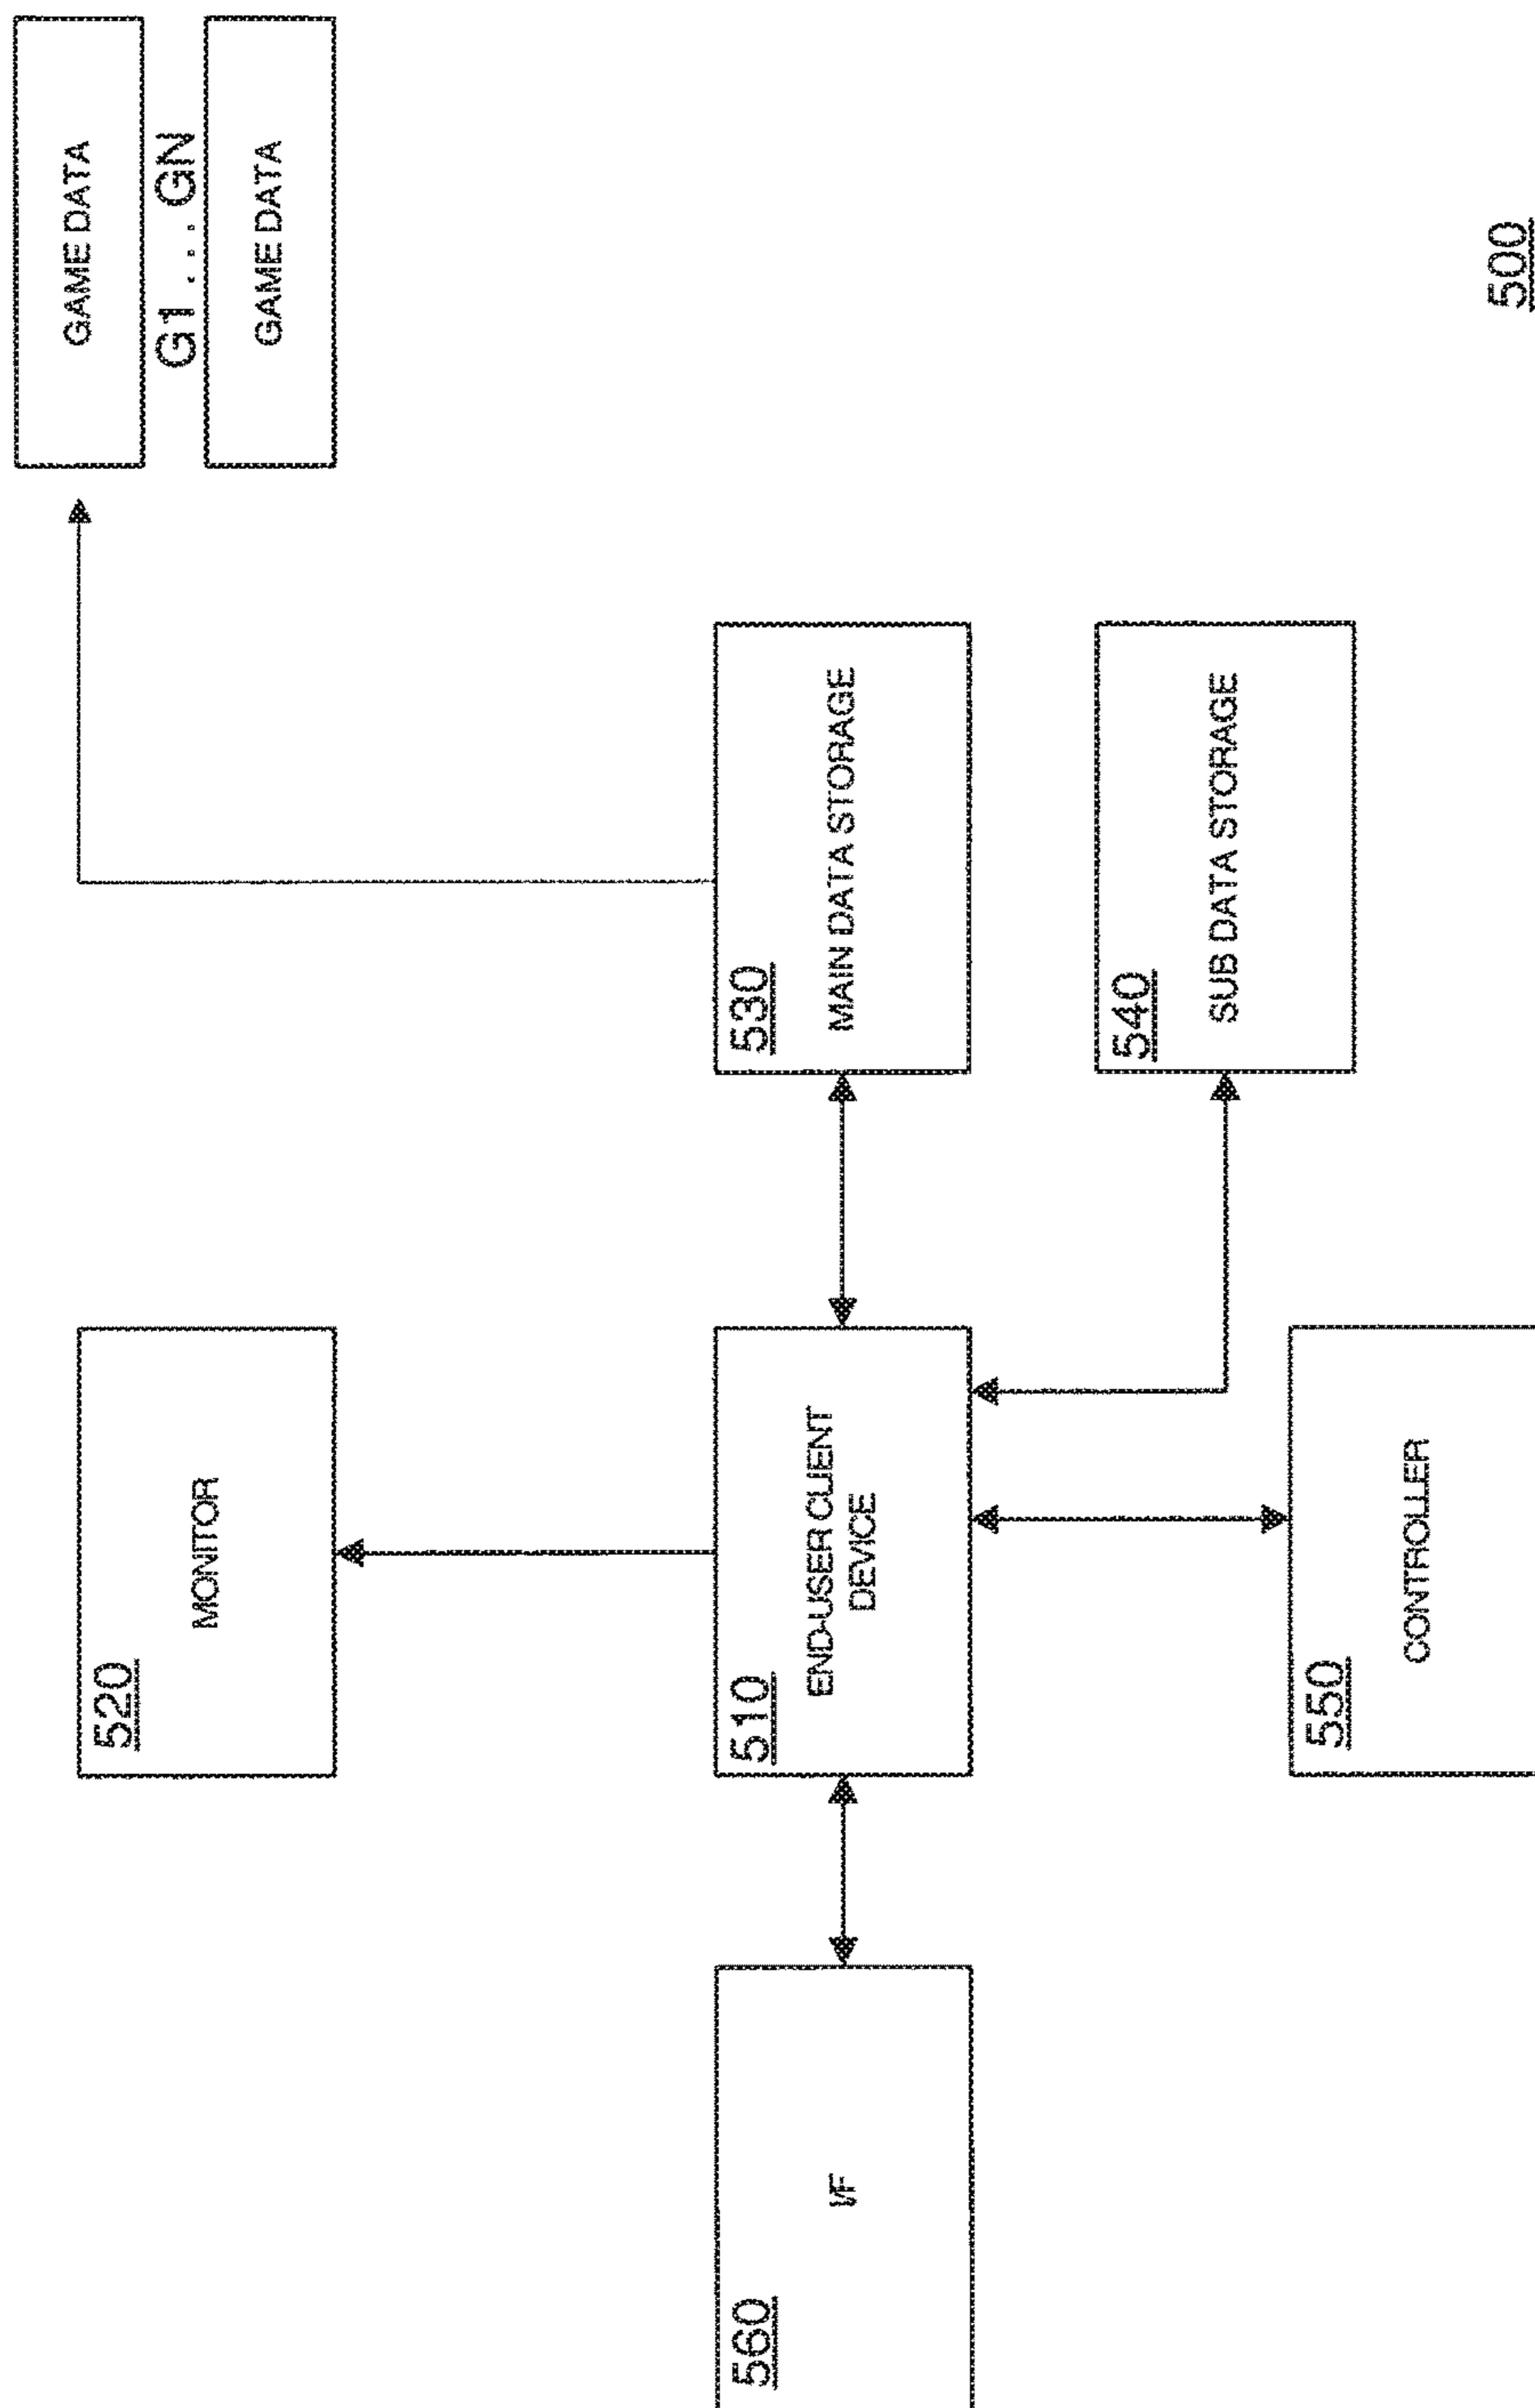 GAME DATA
G1 . . . GN
GAME DATA
520
MONITOR
560
I/F
510
END-USER CLIENT
DEVICE
530
MAIN DATA STORAGE
540
SUB DATA STORAGE
550
CONTROLLER
500